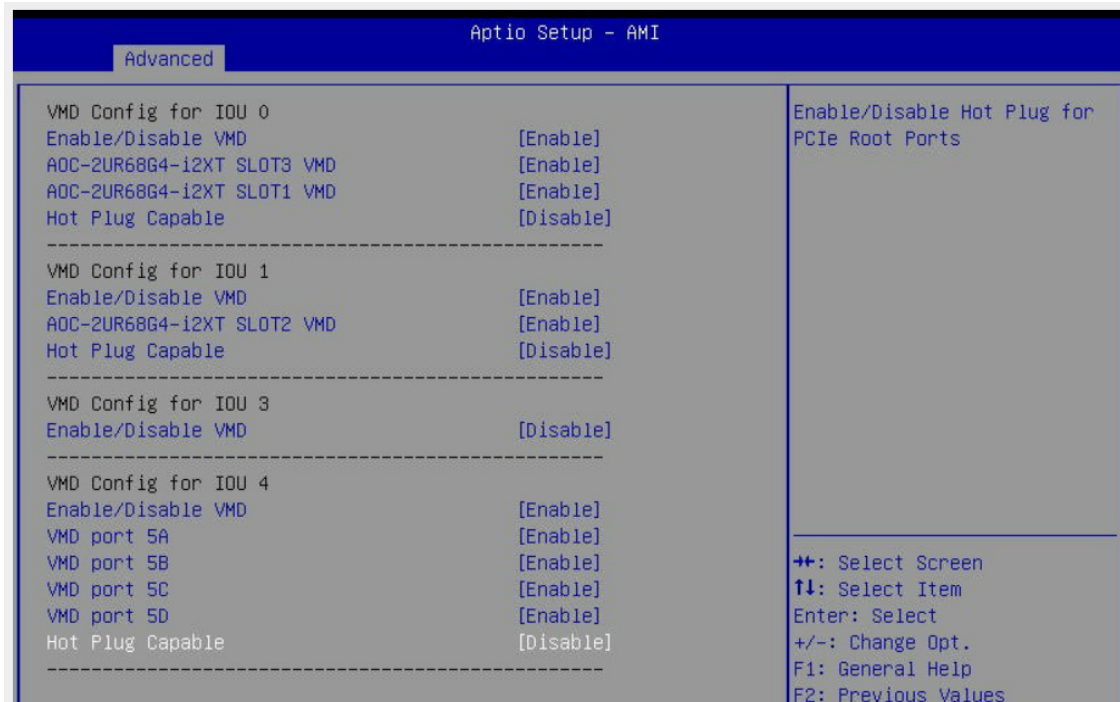 Aptio Setup – AMI
Advanced
VMD Config for IOU 0
Enable/Disable VMD [Enable]
AOC-2UR68G4-i2XT SLOT3 VMD [Enable]
AOC-2UR68G4-i2XT SLOT1 VMD [Enable]
Hot Plug Capable [Disable]
VMD Config for IOU 1
Enable/Disable VMD [Enable]
AOC-2UR68G4-i2XT SLOT2 VMD [Enable]
Hot Plug Capable [Disable]
VMD Config for IOU 3
Enable/Disable VMD [Disable]
VMD Config for IOU 4
Enable/Disable VMD [Enable]
VMD port 5A [Enable]
VMD port 5B [Enable]
VMD port 5C [Enable]
VMD port 5D [Enable]
Hot Plug Capable [Disable]
Enable/Disable Hot Plug for
PCIe Root Ports
→←: Select Screen
↑↓: Select Item
Enter: Select
+/-: Change Opt.
F1: General Help
F2: Previous Values